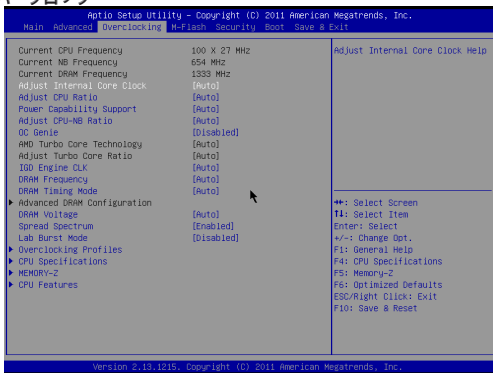 Aptio Setup Utility – Copyright (C) 2011 American Megatrends, Inc.
Main Advanced Overclocking M-Flash Security Boot Save & Exit
Current CPU Frequency 100 X 27 MHz
Current NB Frequency 654 MHz
Current DRAM Frequency 1333 MHz
Adjust Internal Core Clock [Auto]
Adjust CPU Ratio [Auto]
Power Capability Support [Auto]
Adjust CPU-NB Ratio [Auto]
OC Genie [Disabled]
AMD Turbo Core Technology [Auto]
Adjust Turbo Core Ratio [Auto]
IGD Engine CLK [Auto]
DRAM Frequency [Auto]
DRAM Timing Mode [Auto]
Advanced DRAM Configuration
DRAM Voltage [Auto]
Spread Spectrum [Enabled]
Lab Burst Mode [Disabled]
Overclocking Profiles
CPU Specifications
MEMORY-Z
CPU Features
Adjust Internal Core Clock Help
→←: Select Screen
↑↓: Select Item
Enter: Select
+/-: Change Opt.
F1: General Help
F4: CPU Specifications
F5: Memory-Z
F6: Optimized Defaults
ESC/Right Click: Exit
F10: Save & Reset
Version 2.13.1215. Copyright (C) 2011 American Megatrends, Inc.